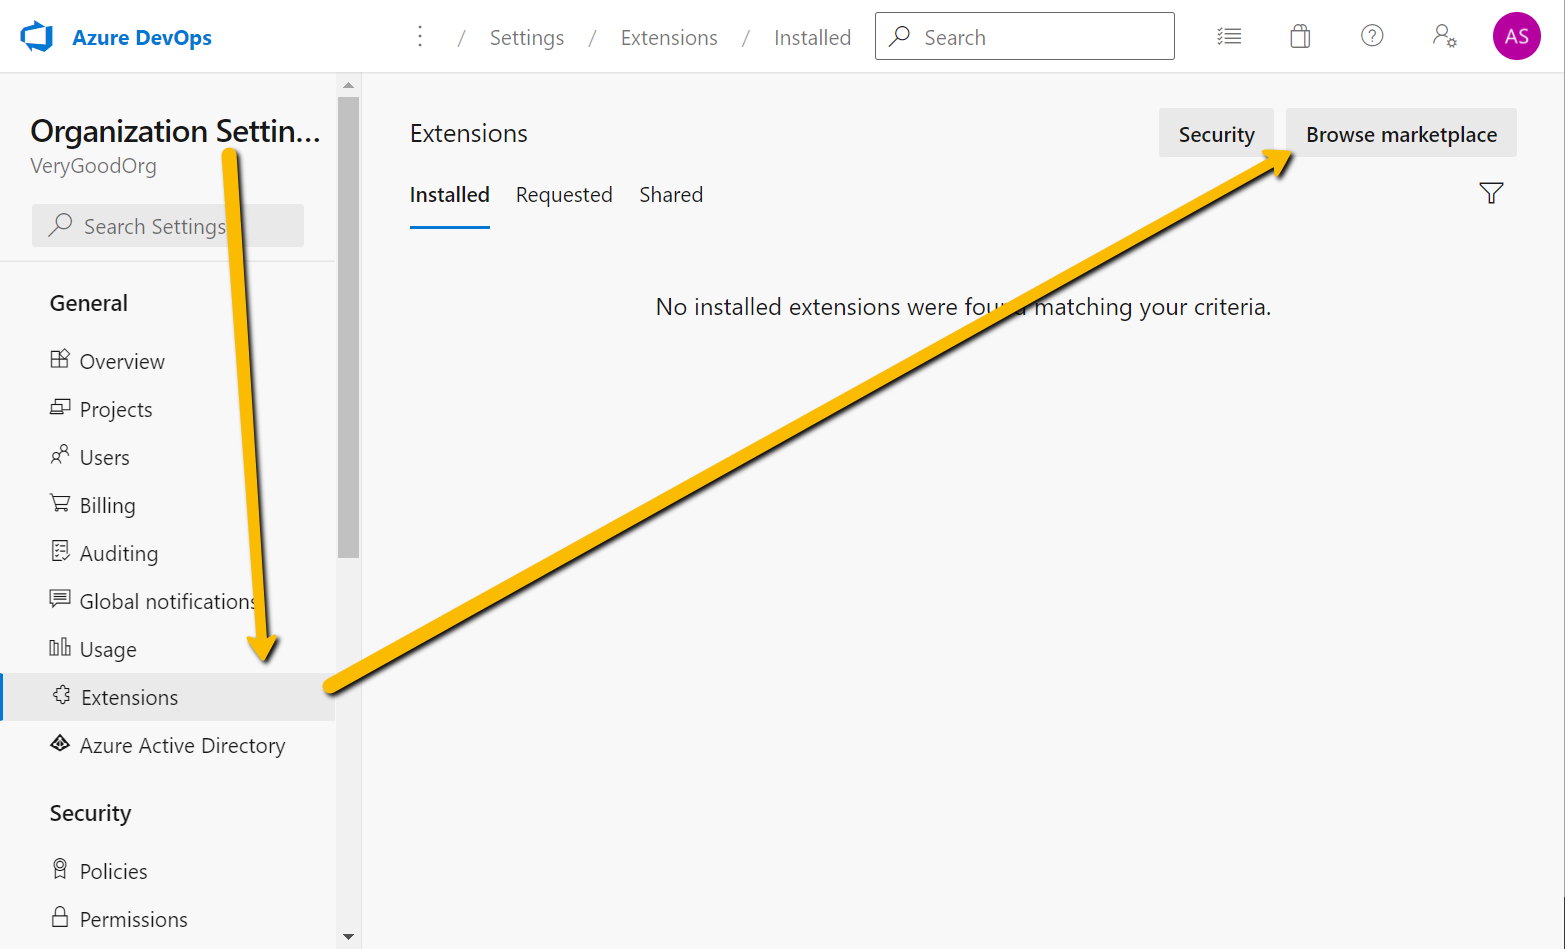 Azure DevOps
/ Settings / Extensions / Installed
Search
AS
Organization Settin...
VeryGoodOrg
Search Settings
General
Overview
Projects
Users
Billing
Auditing
Global notifications
Usage
Extensions
Azure Active Directory
Security
Policies
Permissions
Extensions
Security
Browse marketplace
Installed
Requested
Shared
No installed extensions were found matching your criteria.